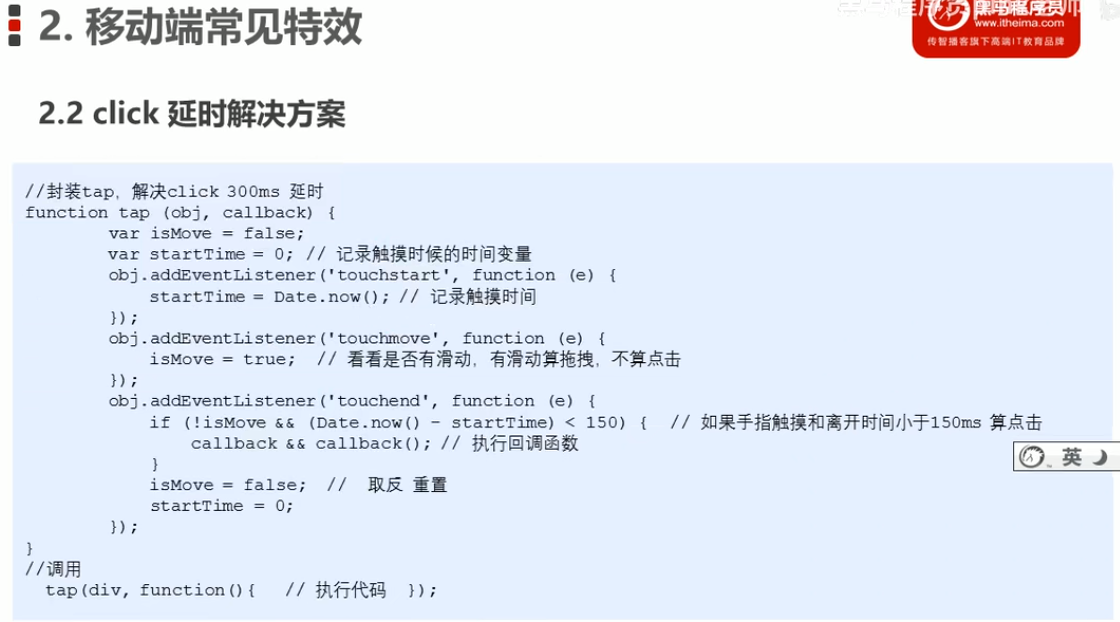 2. 移动端常见特效
www.itheima.com
传智播客旗下高端IT教育品牌
2.2 click 延时解决方案
//封装tap，解决click 300ms 延时
function tap (obj, callback) {
        var isMove = false;
        var startTime = 0; // 记录触摸时候的时间变量
        obj.addEventListener('touchstart', function (e) {
            startTime = Date.now(); // 记录触摸时间
        });
        obj.addEventListener('touchmove', function (e) {
            isMove = true;  // 看看是否有滑动，有滑动算拖拽，不算点击
        });
        obj.addEventListener('touchend', function (e) {
            if (!isMove && (Date.now() - startTime) < 150) {  // 如果手指触摸和离开时间小于150ms 算点击
                callback && callback(); // 执行回调函数
            }
            isMove = false;  //  取反 重置
            startTime = 0;
        });
}
//调用
  tap(div, function(){   // 执行代码  });
英